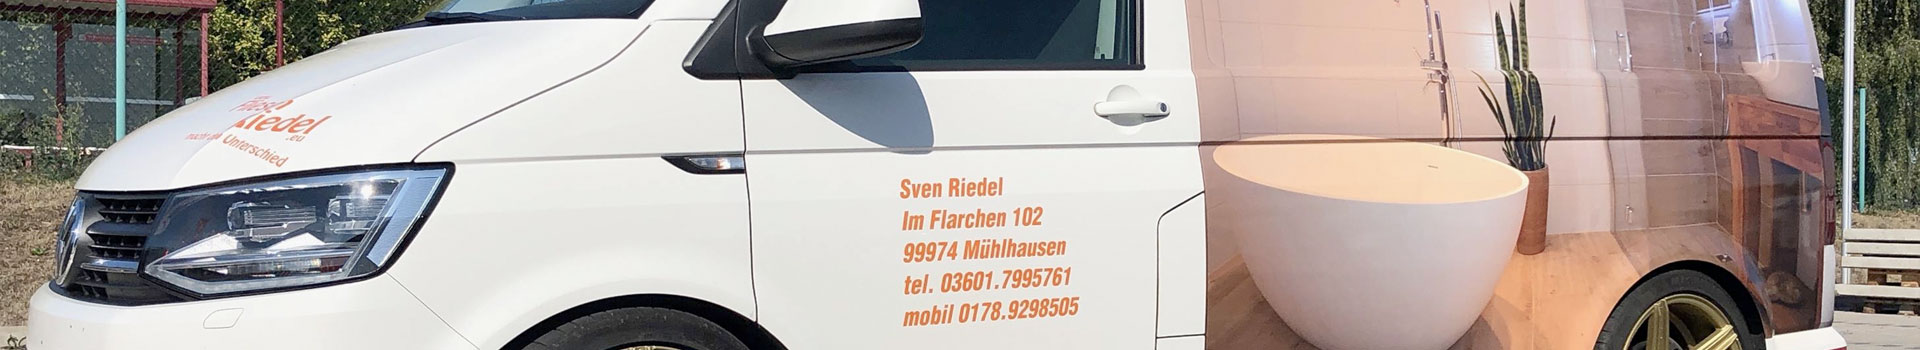 Riedel
.eu
Unterschied
Sven Riedel
Im Flarchen 102
99974 Mühlhausen
tel. 03601.7995761
mobil 0178.9298505